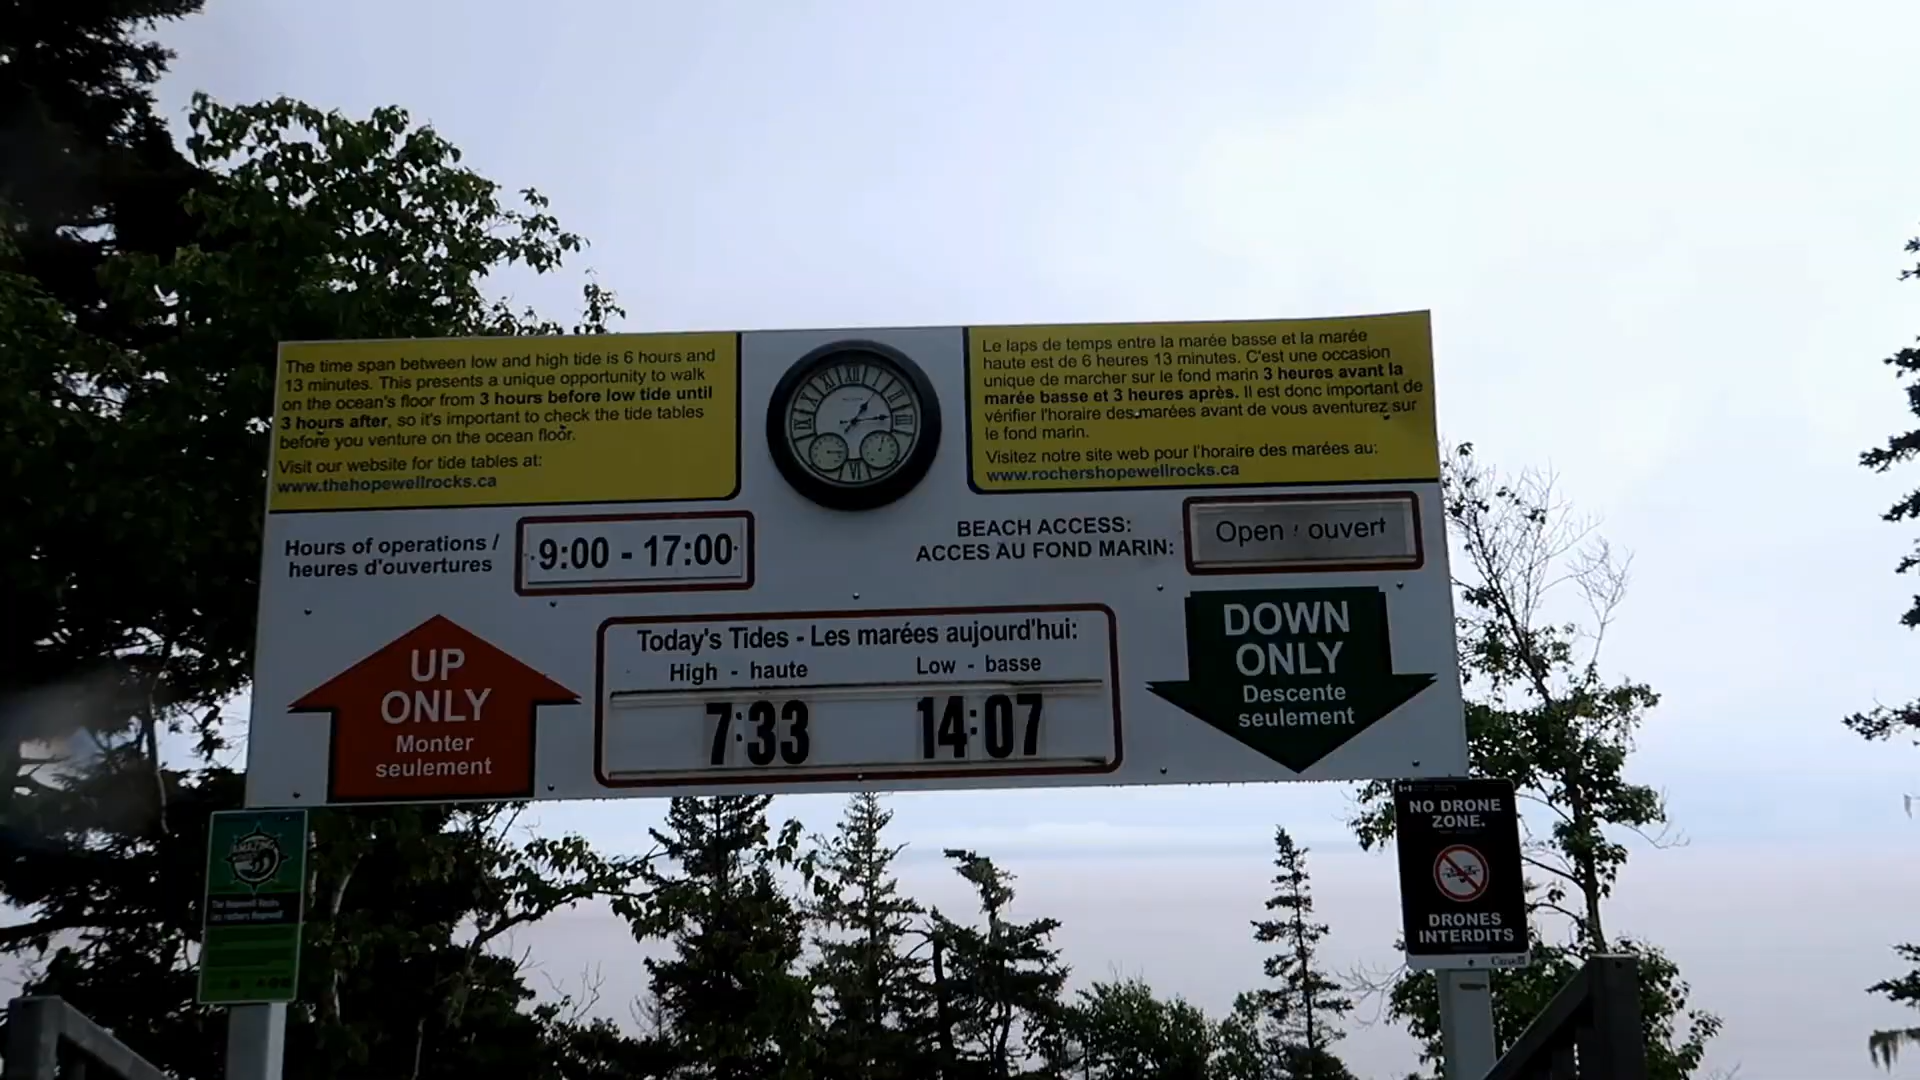 The time span between low and high tide is 6 hours and
13 minutes. This presents a unique opportunity to walk
on the ocean's floor from 3 hours before low tide until
3 hours after, so it's important to check the tide tables
before you venture on the ocean floor.
Visit our website for tide tables at:
www.thehopewellrocks.ca
Le laps de temps entre la marée basse et la marée
haute est de 6 heures 13 minutes. C'est une occasion
unique de marcher sur le fond marin 3 heures avant la
marée basse et 3 heures après. Il est donc important de
vérifier l'horaire des marées avant de vous aventurez sur
le fond marin.
Visitez notre site web pour l'horaire des marées au:
www.rochershopewellrocks.ca
Hours of operations /
heures d'ouvertures
9:00 - 17:00
BEACH ACCESS:
ACCES AU FOND MARIN:
Open : ouvert
UP
ONLY
Monter
seulement
Today's Tides - Les marées aujourd'hui:
High - haute
Low - basse
7:33
14:07
DOWN
ONLY
Descente
seulement
The Hopewell Rocks
Les rochers Hopewell
NO DRONE
ZONE.
DRONES
INTERDITS
Canada